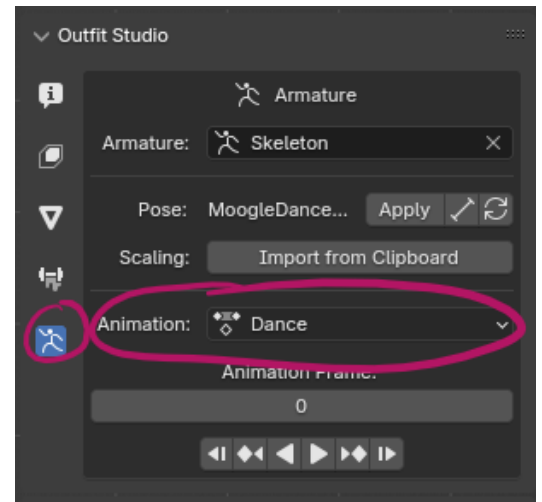 Outfit Studio
Armature
Armature: Skeleton
Pose: MoogleDance... Apply
Scaling: Import from Clipboard
Animation: Dance
Animation Frame:
0